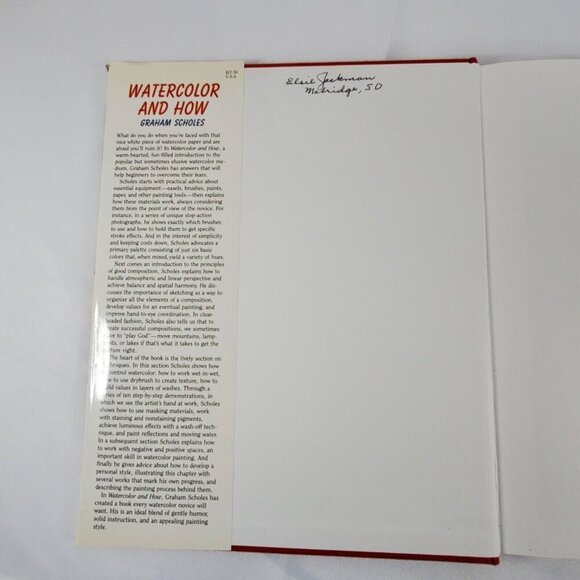 $27.50
U.S.A.
WATERCOLOR
AND HOW
GRAHAM SCHOLES
What do you do when you're faced with that
nice white piece of watercolor paper and are
afraid you'll ruin it? In Watercolor and How, a
warm-hearted, fun-filled introduction to the
popular but sometimes elusive watercolor me-
dium, Graham Scholes has answers that will
help beginners to overcome their fears.
Scholes starts with practical advice about
essential equipment—easels, brushes, paints,
paper, and other painting tools—then explains
how these materials work, always considering
them from the point of view of the novice. For
instance, in a series of unique stop-action
photographs, he shows exactly which brushes
to use and how to hold them to get specific
stroke effects. And in the interest of simplicity
and keeping costs down, Scholes advocates a
primary palette consisting of just six basic
colors that, when mixed, yield a variety of hues.
Next comes an introduction to the principles
of good composition. Scholes explains how to
handle atmospheric and linear perspective and
achieve balance and spatial harmony. He dis-
cusses the importance of sketching as a way to
organize all the elements of a composition,
develop values for an eventual painting, and
improve hand-to-eye coordination. In clear-
headed fashion, Scholes also tells us that to
create successful compositions, we sometimes
have to "play God"—move mountains, lamp-
posts, or lakes if that's what it takes to get the
picture right.
The heart of the book is the lively section on
techniques. In this section Scholes shows how
to control watercolor: how to work wet-in-wet,
how to use drybrush to create texture, how to
build values in layers of washes. Through a
series of ten step-by-step demonstrations, in
which we see the artist's hand at work, Scholes
shows how to use masking materials, work
with staining and nonstaining pigments,
achieve luminous effects with a wash-off tech-
nique, and paint reflections and moving water.
In a subsequent section Scholes explains how
to work with negative and positive spaces, an
important skill in watercolor painting. And
finally he gives advice about how to develop a
personal style, illustrating this chapter with
several works that mark his own progress, and
describing the painting process behind them.
In Watercolor and How, Graham Scholes has
created a book every watercolor novice will
want. His is an ideal blend of gentle humor,
solid instruction, and an appealing painting
style.
Elsie Jackman
Mobridge, SD